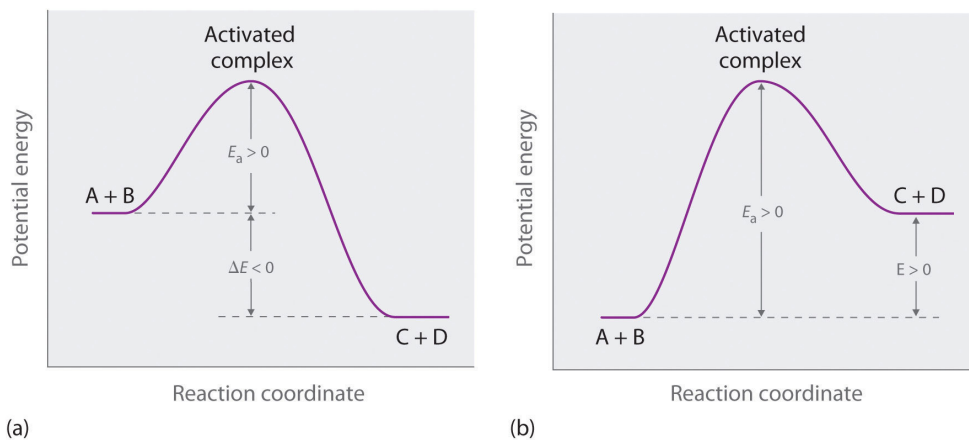 Activated
complex
Potential energy
A + B
Eₐ > 0
ΔE < 0
C + D
Reaction coordinate
(a)
Activated
complex
Potential energy
C + D
Eₐ > 0
E > 0
A + B
Reaction coordinate
(b)